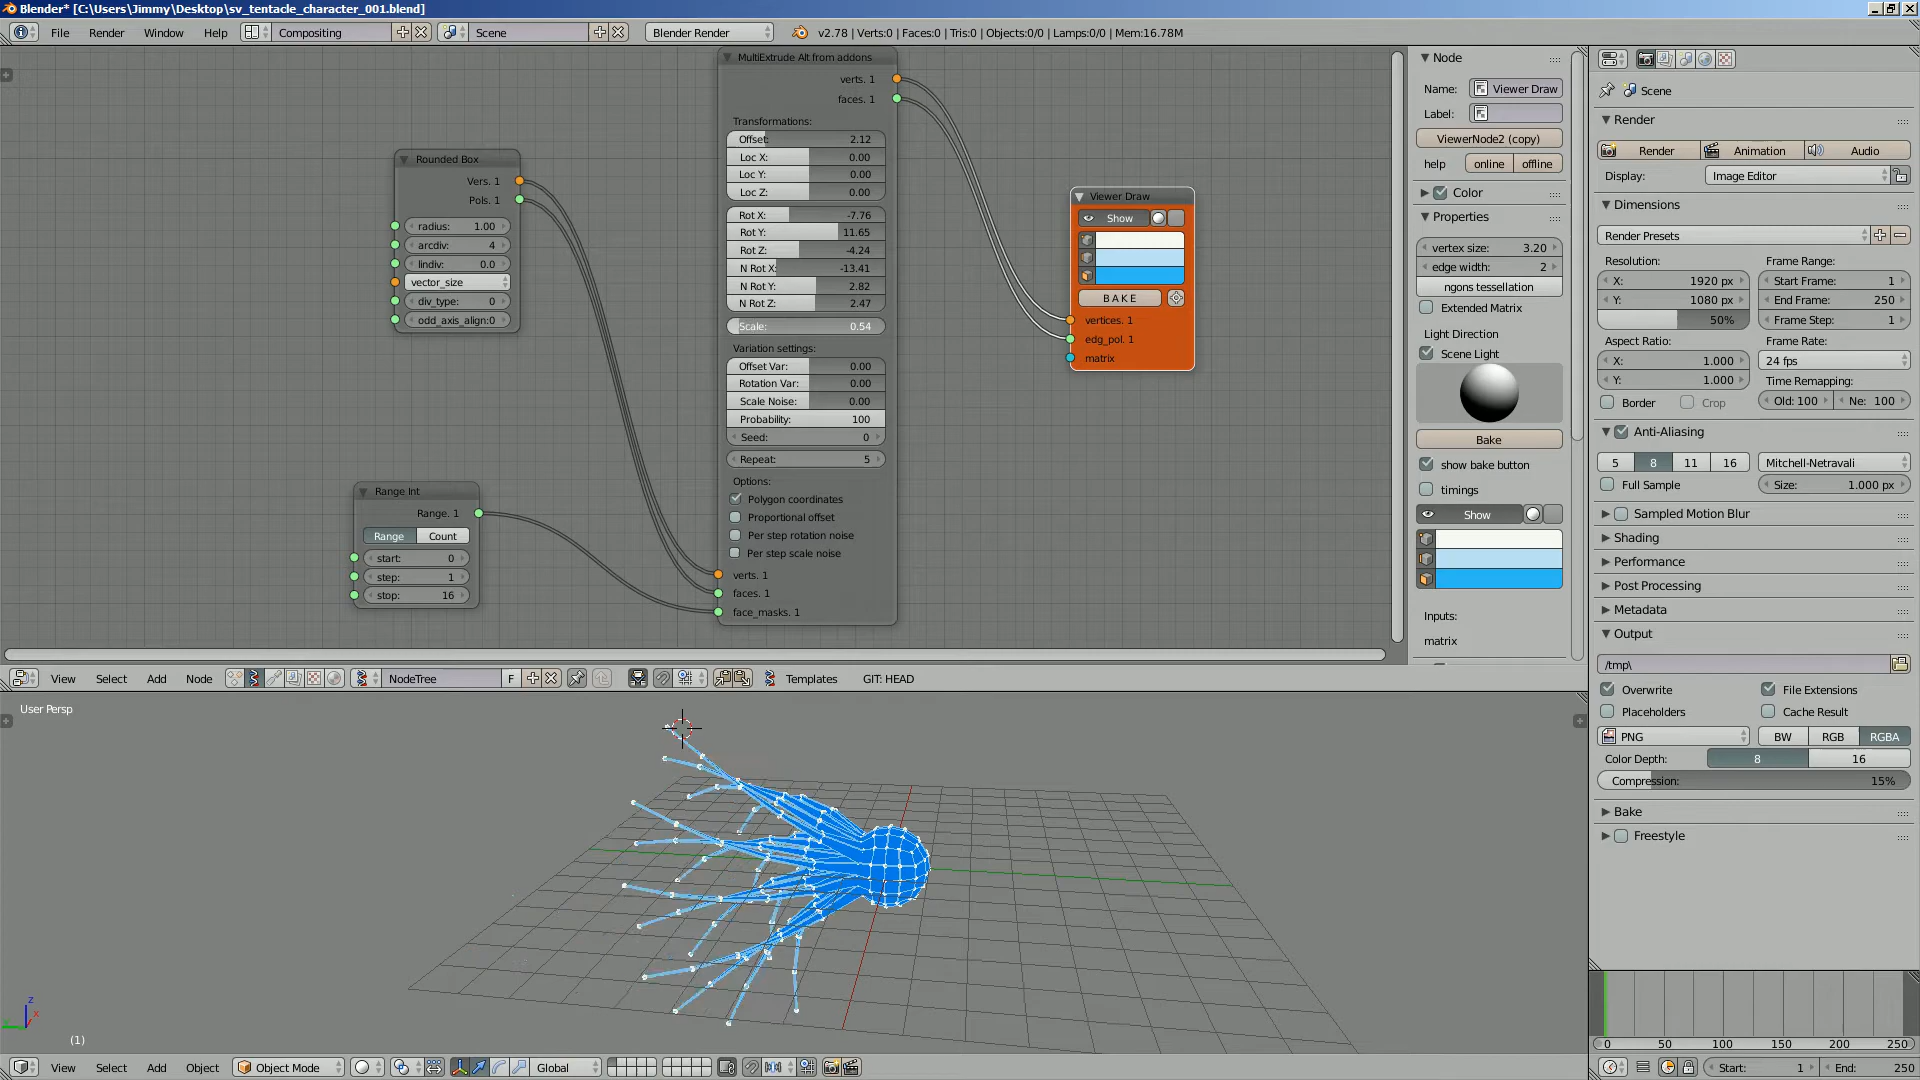 Blender* [C:\Users\Jimmy\Desktop\sv_tentacle_character_001.blend]
File Render Window Help Compositing Scene Blender Render v2.78 | Verts:0 | Faces:0 | Tris:0 | Objects:0/0 | Lamps:0/0 | Mem:16.78M
MultiExtrude Alt from addons
verts. 1
faces. 1
Transformations:
Offset: 2.12
Loc X: 0.00
Loc Y: 0.00
Loc Z: 0.00
Rot X: -7.76
Rot Y: 11.65
Rot Z: -4.24
N Rot X: -13.41
N Rot Y: 2.82
N Rot Z: 2.47
Scale: 0.54
Variation settings:
Offset Var: 0.00
Rotation Var: 0.00
Scale Noise: 0.00
Probability: 100
Seed: 0
Repeat: 5
Options:
Polygon coordinates
Proportional offset
Per step rotation noise
Per step scale noise
verts. 1
faces. 1
face_masks. 1
Rounded Box
Vers. 1
Pols. 1
radius: 1.00
arcdiv: 4
lindiv: 0.0
vector_size
div_type: 0
odd_axis_align:0
Range Int
Range. 1
Range Count
start: 0
step: 1
stop: 16
Viewer Draw
Show
BAKE
vertices. 1
edg_pol. 1
matrix
Node
Name: Viewer Draw
Label:
ViewerNode2 (copy)
help online offline
Color
Properties
vertex size: 3.20
edge width: 2
ngons tessellation
Extended Matrix
Light Direction
Scene Light
Bake
show bake button
timings
Show
Inputs:
matrix
Scene
Render
Render Animation Audio
Display: Image Editor
Dimensions
Render Presets
Resolution: Frame Range:
X: 1920 px Start Frame: 1
Y: 1080 px End Frame: 250
50% Frame Step: 1
Aspect Ratio: Frame Rate:
X: 1.000 24 fps
Y: 1.000 Time Remapping:
Border Crop Old: 100 Ne: 100
Anti-Aliasing
5 8 11 16 Mitchell-Netravali
Full Sample Size: 1.000 px
Sampled Motion Blur
Shading
Performance
Post Processing
Metadata
Output
/tmp\
Overwrite File Extensions
Placeholders Cache Result
PNG BW RGB RGBA
Color Depth: 8 16
Compression: 15%
Bake
Freestyle
View Select Add Node NodeTree F Templates GIT: HEAD
User Persp
z
x
y
(1)
0 50 100 150 200 250
View Select Add Object Object Mode Global
Start: 1 End: 250